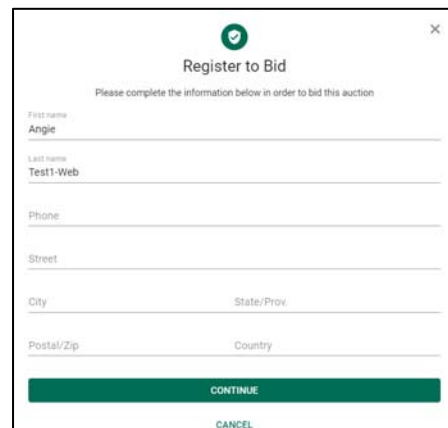 Register to Bid
Please complete the information below in order to bid this auction
First name
Angie
Last name
Test1-Web
Phone
Street
City State/Prov.
Postal/Zip Country
CONTINUE
CANCEL